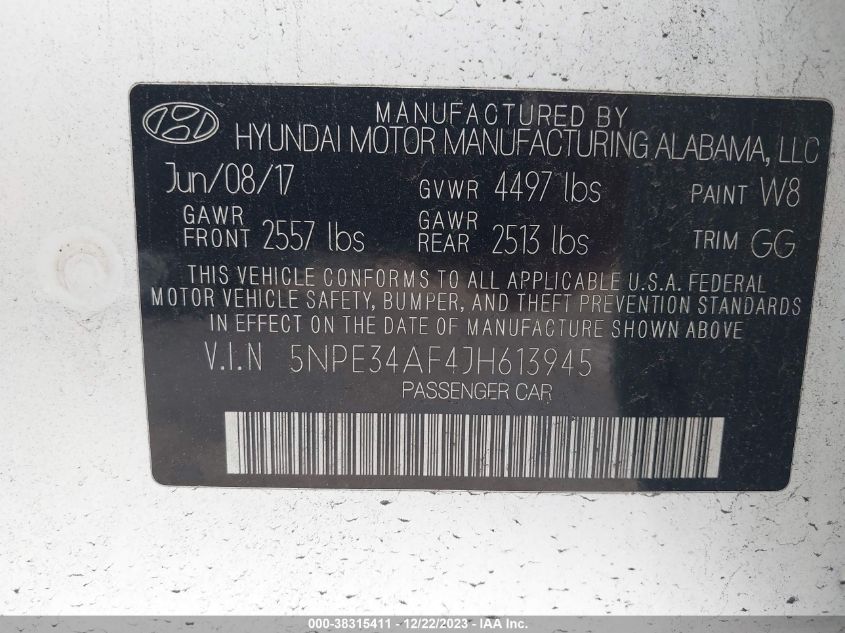 MANUFACTURED BY
HYUNDAI MOTOR MANUFACTURING ALABAMA, LLC
Jun/08/17 GVWR 4497 lbs PAINT W8
GAWR FRONT 2557 lbs GAWR REAR 2513 lbs TRIM GG
THIS VEHICLE CONFORMS TO ALL APPLICABLE U.S.A. FEDERAL
MOTOR VEHICLE SAFETY, BUMPER, AND THEFT PREVENTION STANDARDS
IN EFFECT ON THE DATE OF MANUFACTURE SHOWN ABOVE
V.I.N 5NPE34AF4JH613945
PASSENGER CAR
000-38315411 - 12/22/2023 - IAAI.com